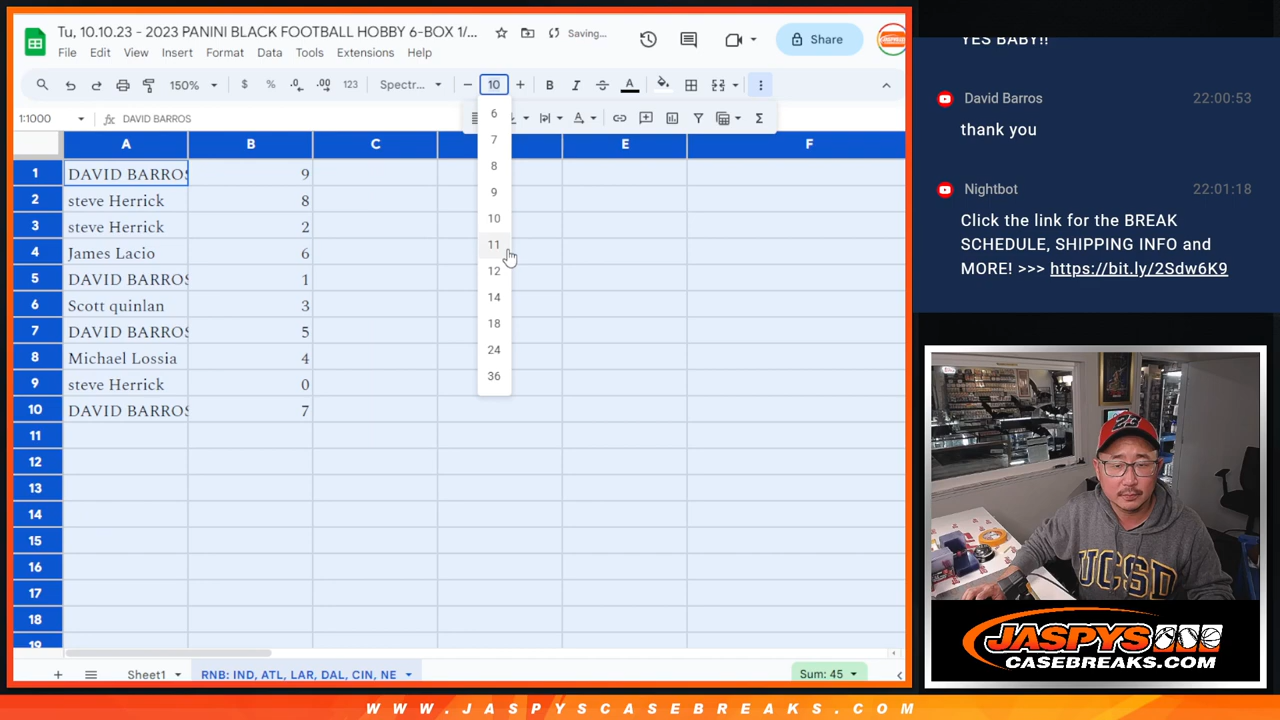 Tu, 10.10.23 - 2023 PANINI BLACK FOOTBALL HOBBY 6-BOX 1/...
Saving...
Share
File Edit View Insert Format Data Tools Extensions Help
150% $ % .0 .00 123 Spectr... − 10 + B I S A
1:1000 fx DAVID BARROS
6
7
8
9
10
11
12
14
18
24
36
A B C E F
1 DAVID BARROS 9
2 steve Herrick 8
3 steve Herrick 2
4 James Lacio 6
5 DAVID BARROS 1
6 Scott quinlan 3
7 DAVID BARROS 5
8 Michael Lossia 4
9 steve Herrick 0
10 DAVID BARROS 7
11
12
13
14
15
16
17
18
19
+ Sheet1 RNB: IND, ATL, LAR, DAL, CIN, NE Sum: 45
YES BABY!!
David Barros 22:00:53
thank you
Nightbot 22:01:18
Click the link for the BREAK
SCHEDULE, SHIPPING INFO and
MORE! >>> https://bit.ly/2Sdw6K9
UCSD
JASPYS
CASEBREAKS.COM
WWW.JASPYSCASEBREAKS.COM